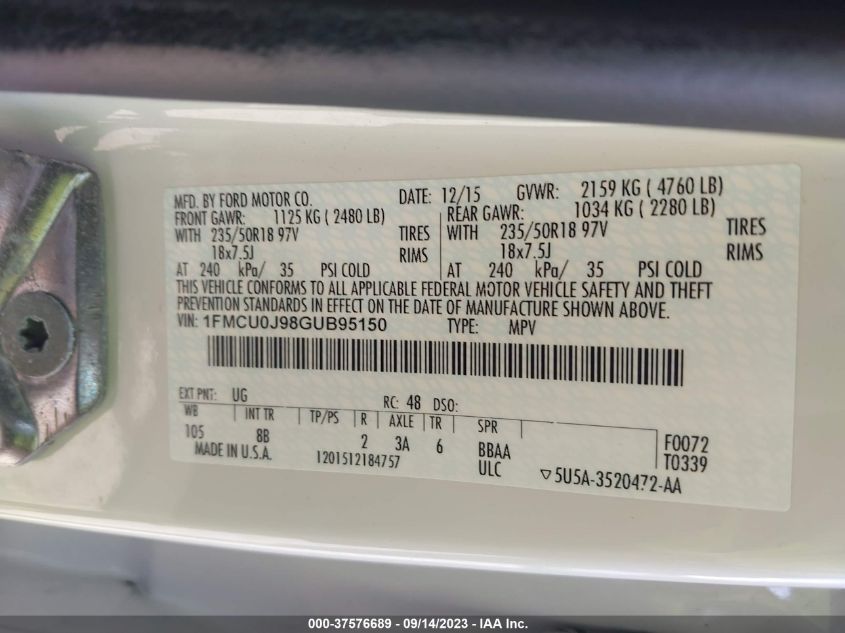 MFD. BY FORD MOTOR CO. DATE: 12/15 GVWR: 2159 KG ( 4760 LB)
FRONT GAWR: 1125 KG ( 2480 LB) REAR GAWR: 1034 KG ( 2280 LB)
WITH 235/50R18 97V TIRES WITH 235/50R18 97V TIRES
18x7.5J RIMS 18x7.5J RIMS
AT 240 kPa/ 35 PSI COLD AT 240 kPa/ 35 PSI COLD
THIS VEHICLE CONFORMS TO ALL APPLICABLE FEDERAL MOTOR VEHICLE SAFETY AND THEFT
PREVENTION STANDARDS IN EFFECT ON THE DATE OF MANUFACTURE SHOWN ABOVE.
VIN: 1FMCU0J98GUB95150 TYPE: MPV
EXT PNT: UG RC: 48 DSO:
WB INT TR TP/PS R AXLE TR SPR
105 8B 2 3A 6 BBAA F0072
MADE IN U.S.A. 1201512184757 ULC T0339
▽5U5A-3520472-AA
000-37576689 - 09/14/2023 - IAA Inc.